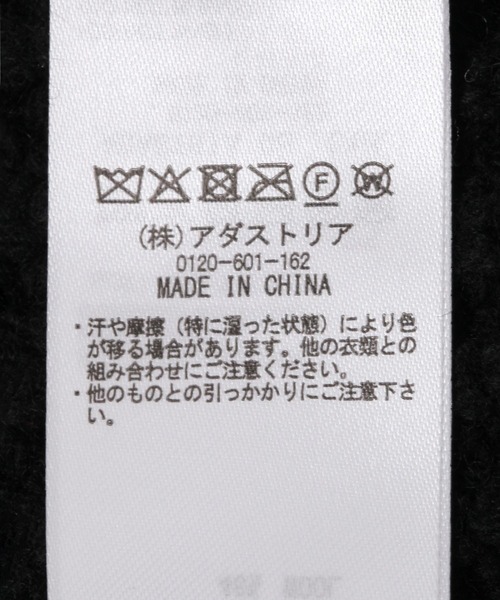 F W
(株)アダストリア
0120-601-162
MADE IN CHINA
・汗や摩擦（特に湿った状態）により色
が移る場合があります。他の衣類との
組み合わせにご注意ください。
・他のものとの引っかかりにご注意下さ
い。